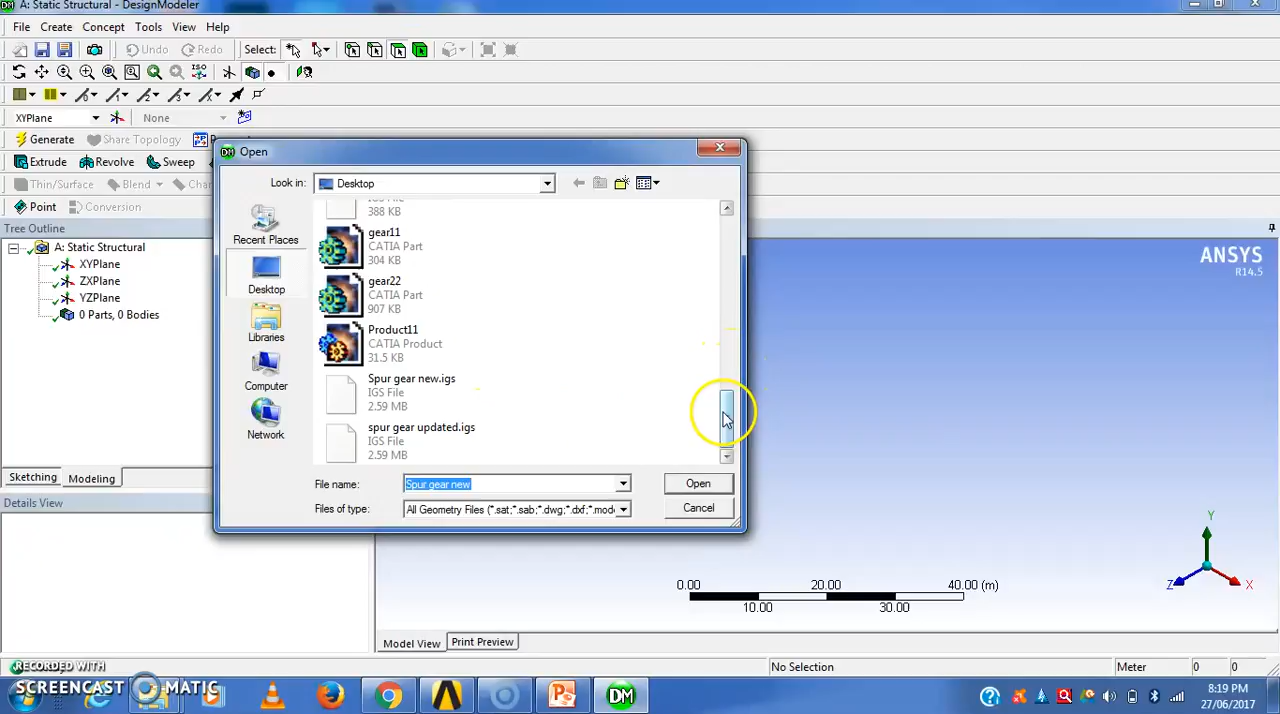 A: Static Structural - DesignModeler
File Create Concept Tools View Help
Undo Redo Select:
ISO
XYPlane None
Generate Share Topology
Extrude Revolve Sweep
Thin/Surface Blend
Point Conversion
Tree Outline
A: Static Structural
XYPlane
ZXPlane
YZPlane
0 Parts, 0 Bodies
Sketching Modeling
Details View
Open
Look in: Desktop
Recent Places
Desktop
Libraries
Computer
Network
388 KB
gear11
CATIA Part
304 KB
gear22
CATIA Part
907 KB
Product11
CATIA Product
31.5 KB
Spur gear new.igs
IGS File
2.59 MB
spur gear updated.igs
IGS File
2.59 MB
File name: Spur gear new Open
Files of type: All Geometry Files (*.sat;*.sab;*.dwg;*.dxf;*.mod Cancel
ANSYS
R14.5
0.00 20.00 40.00 (m)
10.00 30.00
Y
Z X
Model View Print Preview
No Selection Meter 0 0
RECORDED WITH
SCREENCAST MATIC
DM
8:19 PM
27/06/2017